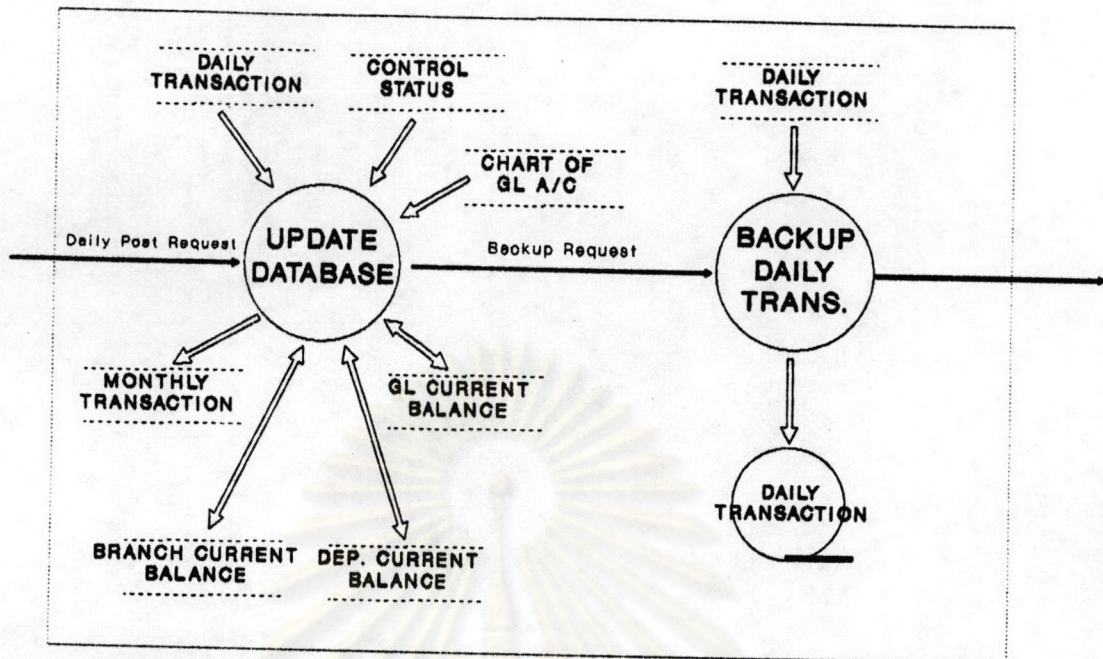 DAILY
TRANSACTION
CONTROL
STATUS
DAILY
TRANSACTION
CHART OF
GL A/C
Daily Post Request
UPDATE
DATABASE
Backup Request
BACKUP
DAILY
TRANS.
MONTHLY
TRANSACTION
GL CURRENT
BALANCE
DAILY
TRANSACTION
BRANCH CURRENT
BALANCE
DEP. CURRENT
BALANCE